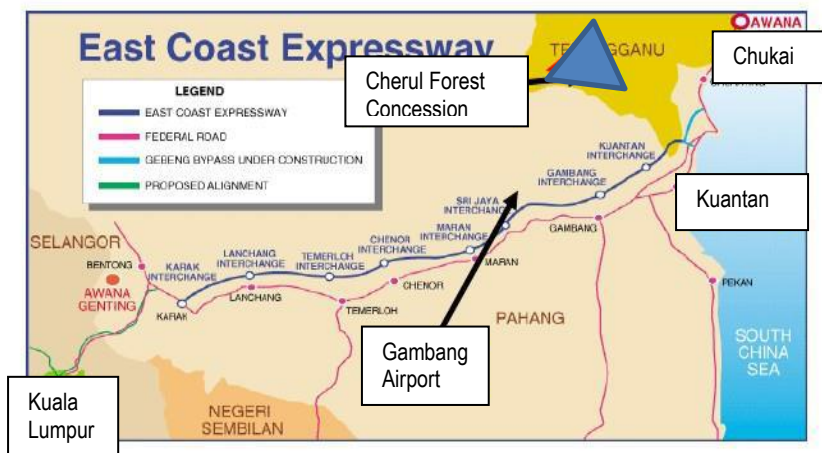 East Coast Expressway
LEGEND
EAST COAST EXPRESSWAY
FEDERAL ROAD
GEBENG BYPASS UNDER CONSTRUCTION
PROPOSED ALIGNMENT
Cherul Forest
Concession
AWANA
Chukai
KUANTAN
INTERCHANGE
GAMBANG
INTERCHANGE
Kuantan
SRI JAYA
MARAN
INTERCHANGE
CHENOR
INTERCHANGE
TEMERLOH
INTERCHANGE
LANCHANG
INTERCHANGE
KARAK
INTERCHANGE
SELANGOR
BENTONG
AWANA
GENTING
KARAK
LANCHANG
TEMERLOH
CHENOR
MARAN
GAMBANG
PEKAN
PAHANG
Gambang
Airport
SOUTH
CHINA
SEA
Kuala
Lumpur
NEGERI
SEMBILAN